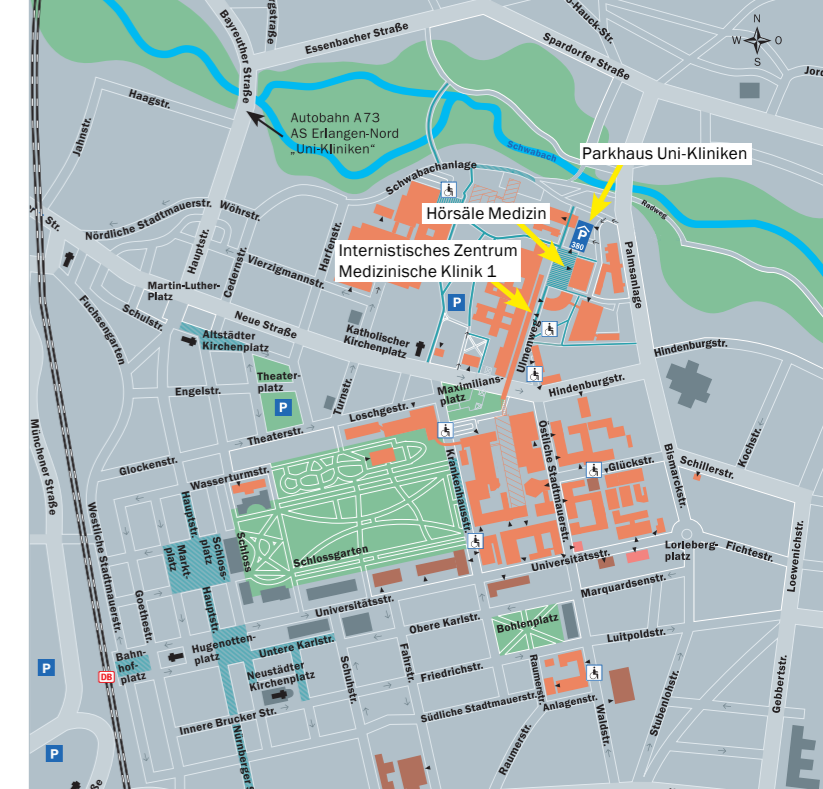 Bayreuther Straße
Essenbacher Straße
Spardorfer Straße
N
W
O
S
Haagstr.
Jahnstr.
Autobahn A73
AS Erlangen-Nord
„Uni-Kliniken“
Schwabach
Parkhaus Uni-Kliniken
Schwabachanlage
Radweg
Hörsäle Medizin
P
380
Internistisches Zentrum
Medizinische Klinik 1
Nördliche Stadtmauerstr.
Wöhrstr.
Hauptstr.
Cedernstr.
Vierzigmannstr.
Harfenstr.
Palmsanlage
Martin-Luther-
Platz
Fuchsengarten
Schulstr.
Neue Straße
P
Altstädter
Kirchenplatz
Katholischer
Kirchenplatz
Ulmenweg
Hindenburgstr.
Engelstr.
Theater-
platz
P
Turnstr.
Maximilians-
platz
Hindenburgstr.
Loschgestr.
Theaterstr.
Münchener Straße
Glockenstr.
Wasserturmstr.
Krankenhausstr.
Östliche Stadtmauerstr.
Glückstr.
Bismarckstr.
Schillerstr.
Kochstr.
Westliche Stadtmauerstr.
Hauptstr.
Schloss-
platz
Markt-
platz
Schloss
Schlossgarten
Universitätsstr.
Lorleberg-
platz
Fichtestr.
Loewenichstr.
Goethestr.
Hauptstr.
Universitätsstr.
Marquardsenstr.
Obere Karlstr.
Bohlenplatz
Luitpoldstr.
Bahn-
hof-
platz
Hugenotten-
platz
Untere Karlstr.
P
DB
Neustädter
Kirchenplatz
Schuhstr.
Fahrstr.
Friedrichstr.
Raumerstr.
Stubenlohstr.
Gebbertstr.
Innere Brucker Str.
Südliche Stadtmauerstr.
Anlagenstr.
Waldstr.
Raumerstr.
Nürnberger S
P